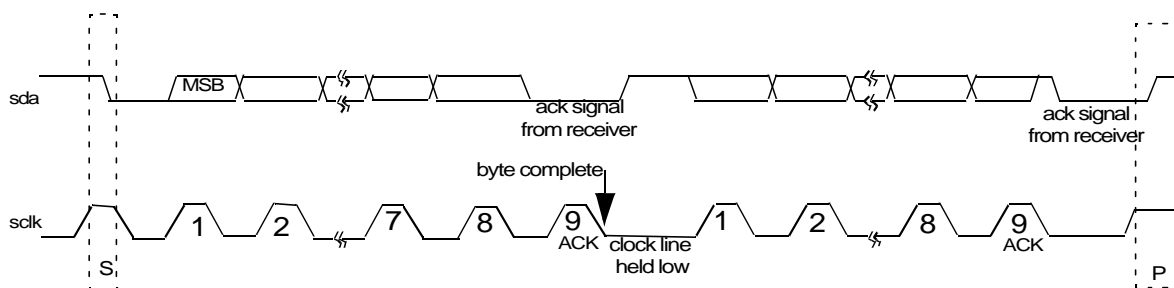 sda
MSB
ack signal
from receiver
ack signal
from receiver
byte complete
sclk
1
2
7
8
9
ACK
clock line
held low
1
2
8
9
ACK
S
P